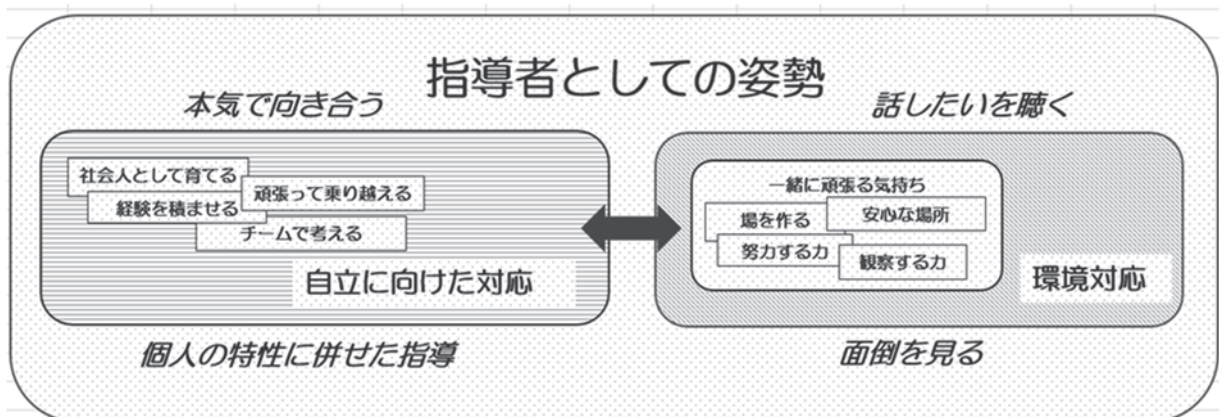 指導者としての姿勢
本気で向き合う
話したいを聴く
社会人として育てる
頑張って乗り越える
経験を積ませる
チームで考える
自立に向けた対応
一緒に頑張る気持ち
場を作る
安心な場所
努力する力
観察する力
環境対応
個人の特性に併せた指導
面倒を見る